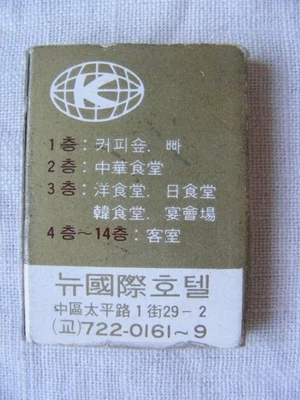 K
1층: 커피숖, 빠
2층: 中華食堂
3층: 洋食堂, 日食堂
韓食堂, 宴會場
4층~14층: 客室
뉴國際호텔
中區太平路1街29-2
(교)722-0161~9